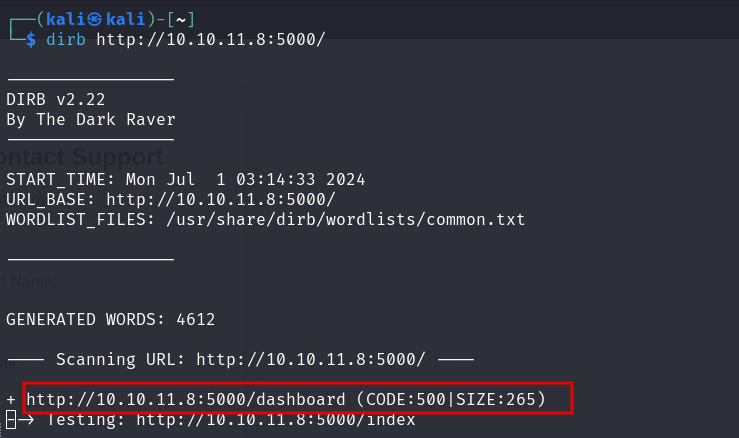 ┌──(kali㉿kali)-[~]
└─$ dirb http://10.10.11.8:5000/
-----------------
DIRB v2.22
By The Dark Raver
-----------------
ontact Support
START_TIME: Mon Jul  1 03:14:33 2024
URL_BASE: http://10.10.11.8:5000/
WORDLIST_FILES: /usr/share/dirb/wordlists/common.txt
-----------------
t Name:
GENERATED WORDS: 4612
---- Scanning URL: http://10.10.11.8:5000/ ----
+ http://10.10.11.8:5000/dashboard (CODE:500|SIZE:265)
--> Testing: http://10.10.11.8:5000/index